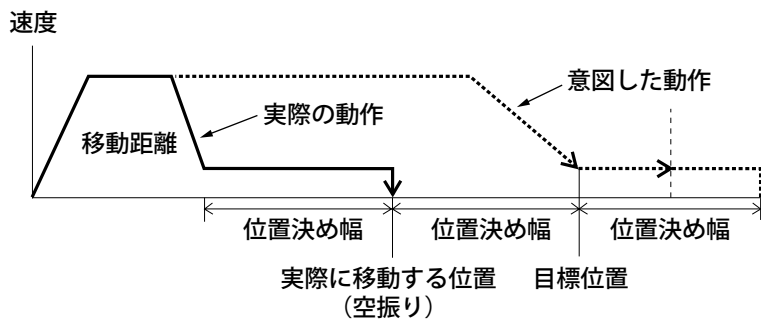 速度
意図した動作
実際の動作
移動距離
位置決め幅
位置決め幅
位置決め幅
実際に移動する位置
（空振り）
目標位置